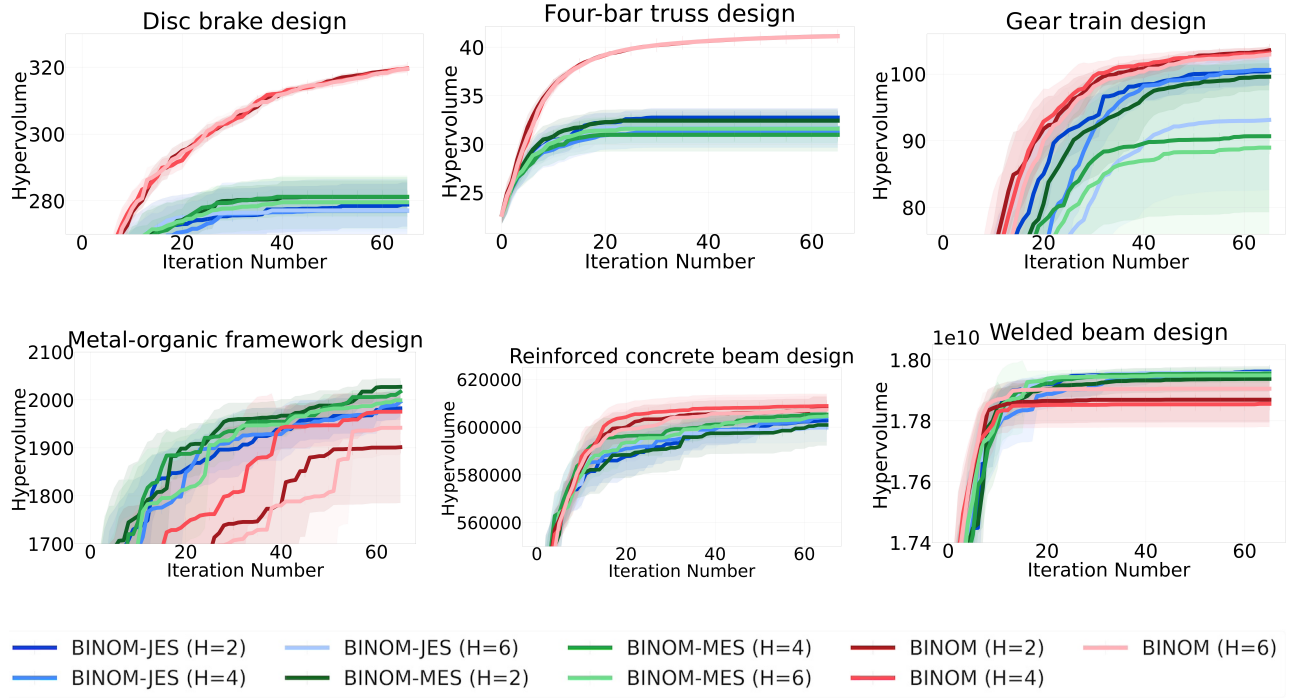 Disc brake design
Hypervolume
320
300
280
0 20 40 60
Iteration Number
Four-bar truss design
Hypervolume
40
35
30
25
0 20 40 60
Iteration Number
Gear train design
Hypervolume
100
90
80
0 20 40 60
Iteration Number
Metal-organic framework design
Hypervolume
2100
2000
1900
1800
1700
0 20 40 60
Iteration Number
Reinforced concrete beam design
Hypervolume
620000
600000
580000
560000
0 20 40 60
Iteration Number
1e10 Welded beam design
Hypervolume
1.80
1.78
1.76
1.74
0 20 40 60
Iteration Number
BINOM-JES (H=2) BINOM-JES (H=6) BINOM-MES (H=4) BINOM (H=2) BINOM (H=6)
BINOM-JES (H=4) BINOM-MES (H=2) BINOM-MES (H=6) BINOM (H=4)